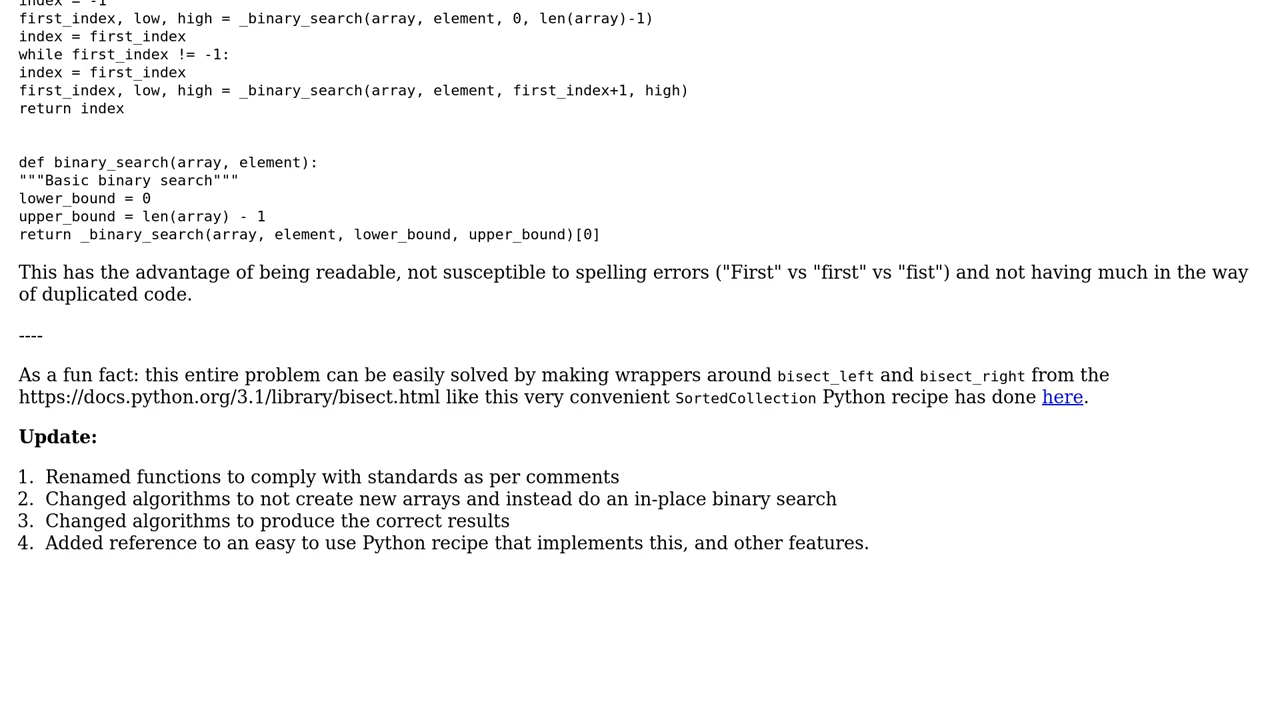 index = -1
first_index, low, high = _binary_search(array, element, 0, len(array)-1)
index = first_index
while first_index != -1:
index = first_index
first_index, low, high = _binary_search(array, element, first_index+1, high)
return index
def binary_search(array, element):
"""Basic binary search"""
lower_bound = 0
upper_bound = len(array) - 1
return _binary_search(array, element, lower_bound, upper_bound)[0]
This has the advantage of being readable, not susceptible to spelling errors ("First" vs "first" vs "fist") and not having much in the way
of duplicated code.
----
As a fun fact: this entire problem can be easily solved by making wrappers around bisect_left and bisect_right from the
https://docs.python.org/3.1/library/bisect.html like this very convenient SortedCollection Python recipe has done here.
Update:
1. Renamed functions to comply with standards as per comments
2. Changed algorithms to not create new arrays and instead do an in-place binary search
3. Changed algorithms to produce the correct results
4. Added reference to an easy to use Python recipe that implements this, and other features.